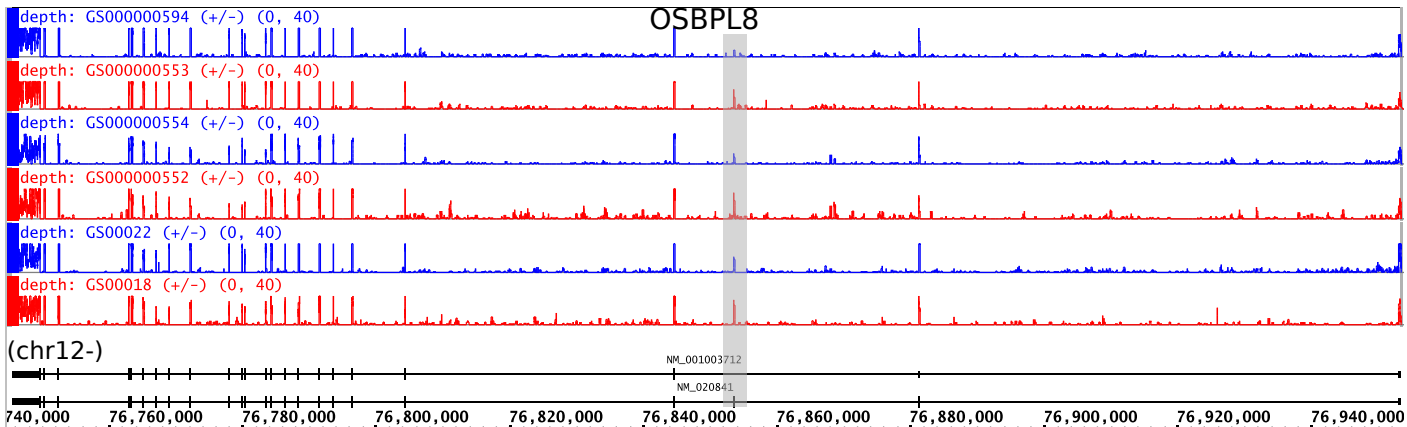 depth: GS000000594 (+/-) (0, 40)
OSBPL8
depth: GS000000553 (+/-) (0, 40)
depth: GS000000554 (+/-) (0, 40)
depth: GS000000552 (+/-) (0, 40)
depth: GS00022 (+/-) (0, 40)
depth: GS00018 (+/-) (0, 40)
(chr12-)
NM_001003712
NM_020841
740,000 76,760,000 76,780,000 76,800,000 76,820,000 76,840,000 76,860,000 76,880,000 76,900,000 76,920,000 76,940,000